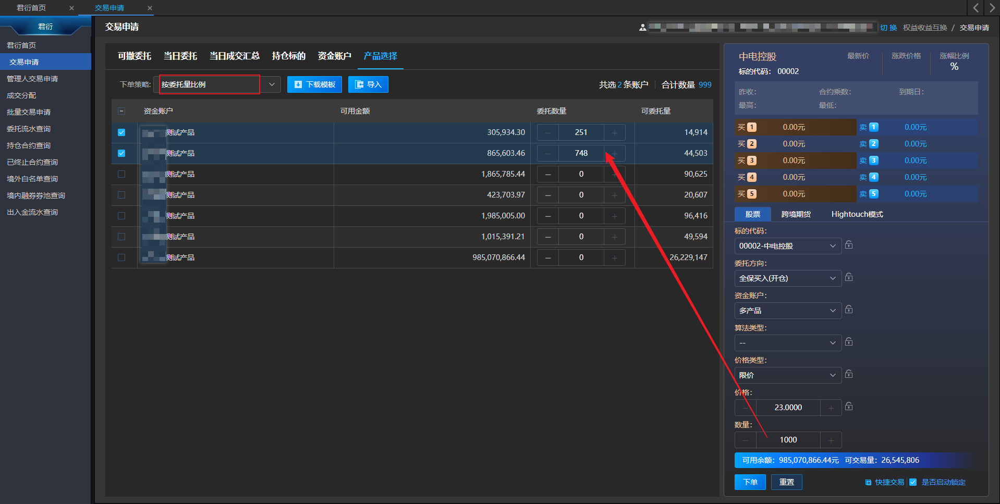 君衍首页
交易申请
君衍
君衍首页
交易申请
管理人交易申请
成交分配
批量交易申请
委托流水查询
持仓合约查询
已终止合约查询
境外白名单查询
境内融券券池查询
出入金流水查询
交易申请
切 换 权益收益互换 / 交易申请
可撤委托 当日委托 当日成交汇总 持仓标的 资金账户 产品选择
下单策略: 按委托量比例 下载模板 导入 共选2条账户 合计数量 999
资金账户 可用金额 委托数量 可委托量
测试产品 305,934.30 251 14,914
测试产品 865,603.46 748 44,503
测试产品 1,865,785.44 0 90,625
测试产品 423,703.97 0 20,607
测试产品 1,985,005.00 0 96,416
测试产品 1,015,391.21 0 49,594
测试产品 985,070,866.44 0 26,229,147
中电控股 最新价 涨跌价格 涨幅比例
%
标的代码: 00002
昨收: 合约乘数: 到期日:
最高: 最低:
买 1 0.00元 卖 1 0.00元
买 2 0.00元 卖 2 0.00元
买 3 0.00元 卖 3 0.00元
买 4 0.00元 卖 4 0.00元
买 5 0.00元 卖 5 0.00元
股票 跨境期货 Hightouch模式
标的代码:
00002-中电控股
委托方向:
全保买入(开仓)
资金账户:
多产品
算法类型:
--
价格类型:
限价
价格:
23.0000
数量:
1000
可用余额: 985,070,866.44元 可交易量: 26,545,806
下单 重置 快捷交易 是否启动锁定